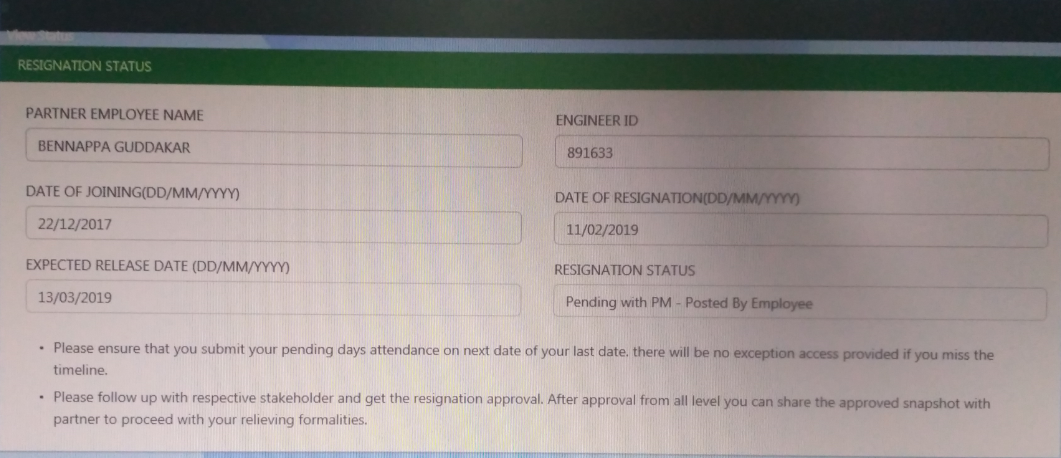 View Status
RESIGNATION STATUS
PARTNER EMPLOYEE NAME
BENNAPPA GUDDAKAR
ENGINEER ID
891633
DATE OF JOINING(DD/MM/YYYY)
22/12/2017
DATE OF RESIGNATION(DD/MM/YYYY)
11/02/2019
EXPECTED RELEASE DATE (DD/MM/YYYY)
13/03/2019
RESIGNATION STATUS
Pending with PM - Posted By Employee
• Please ensure that you submit your pending days attendance on next date of your last date. there will be no exception access provided if you miss the
timeline.
• Please follow up with respective stakeholder and get the resignation approval. After approval from all level you can share the approved snapshot with
partner to proceed with your relieving formalities.